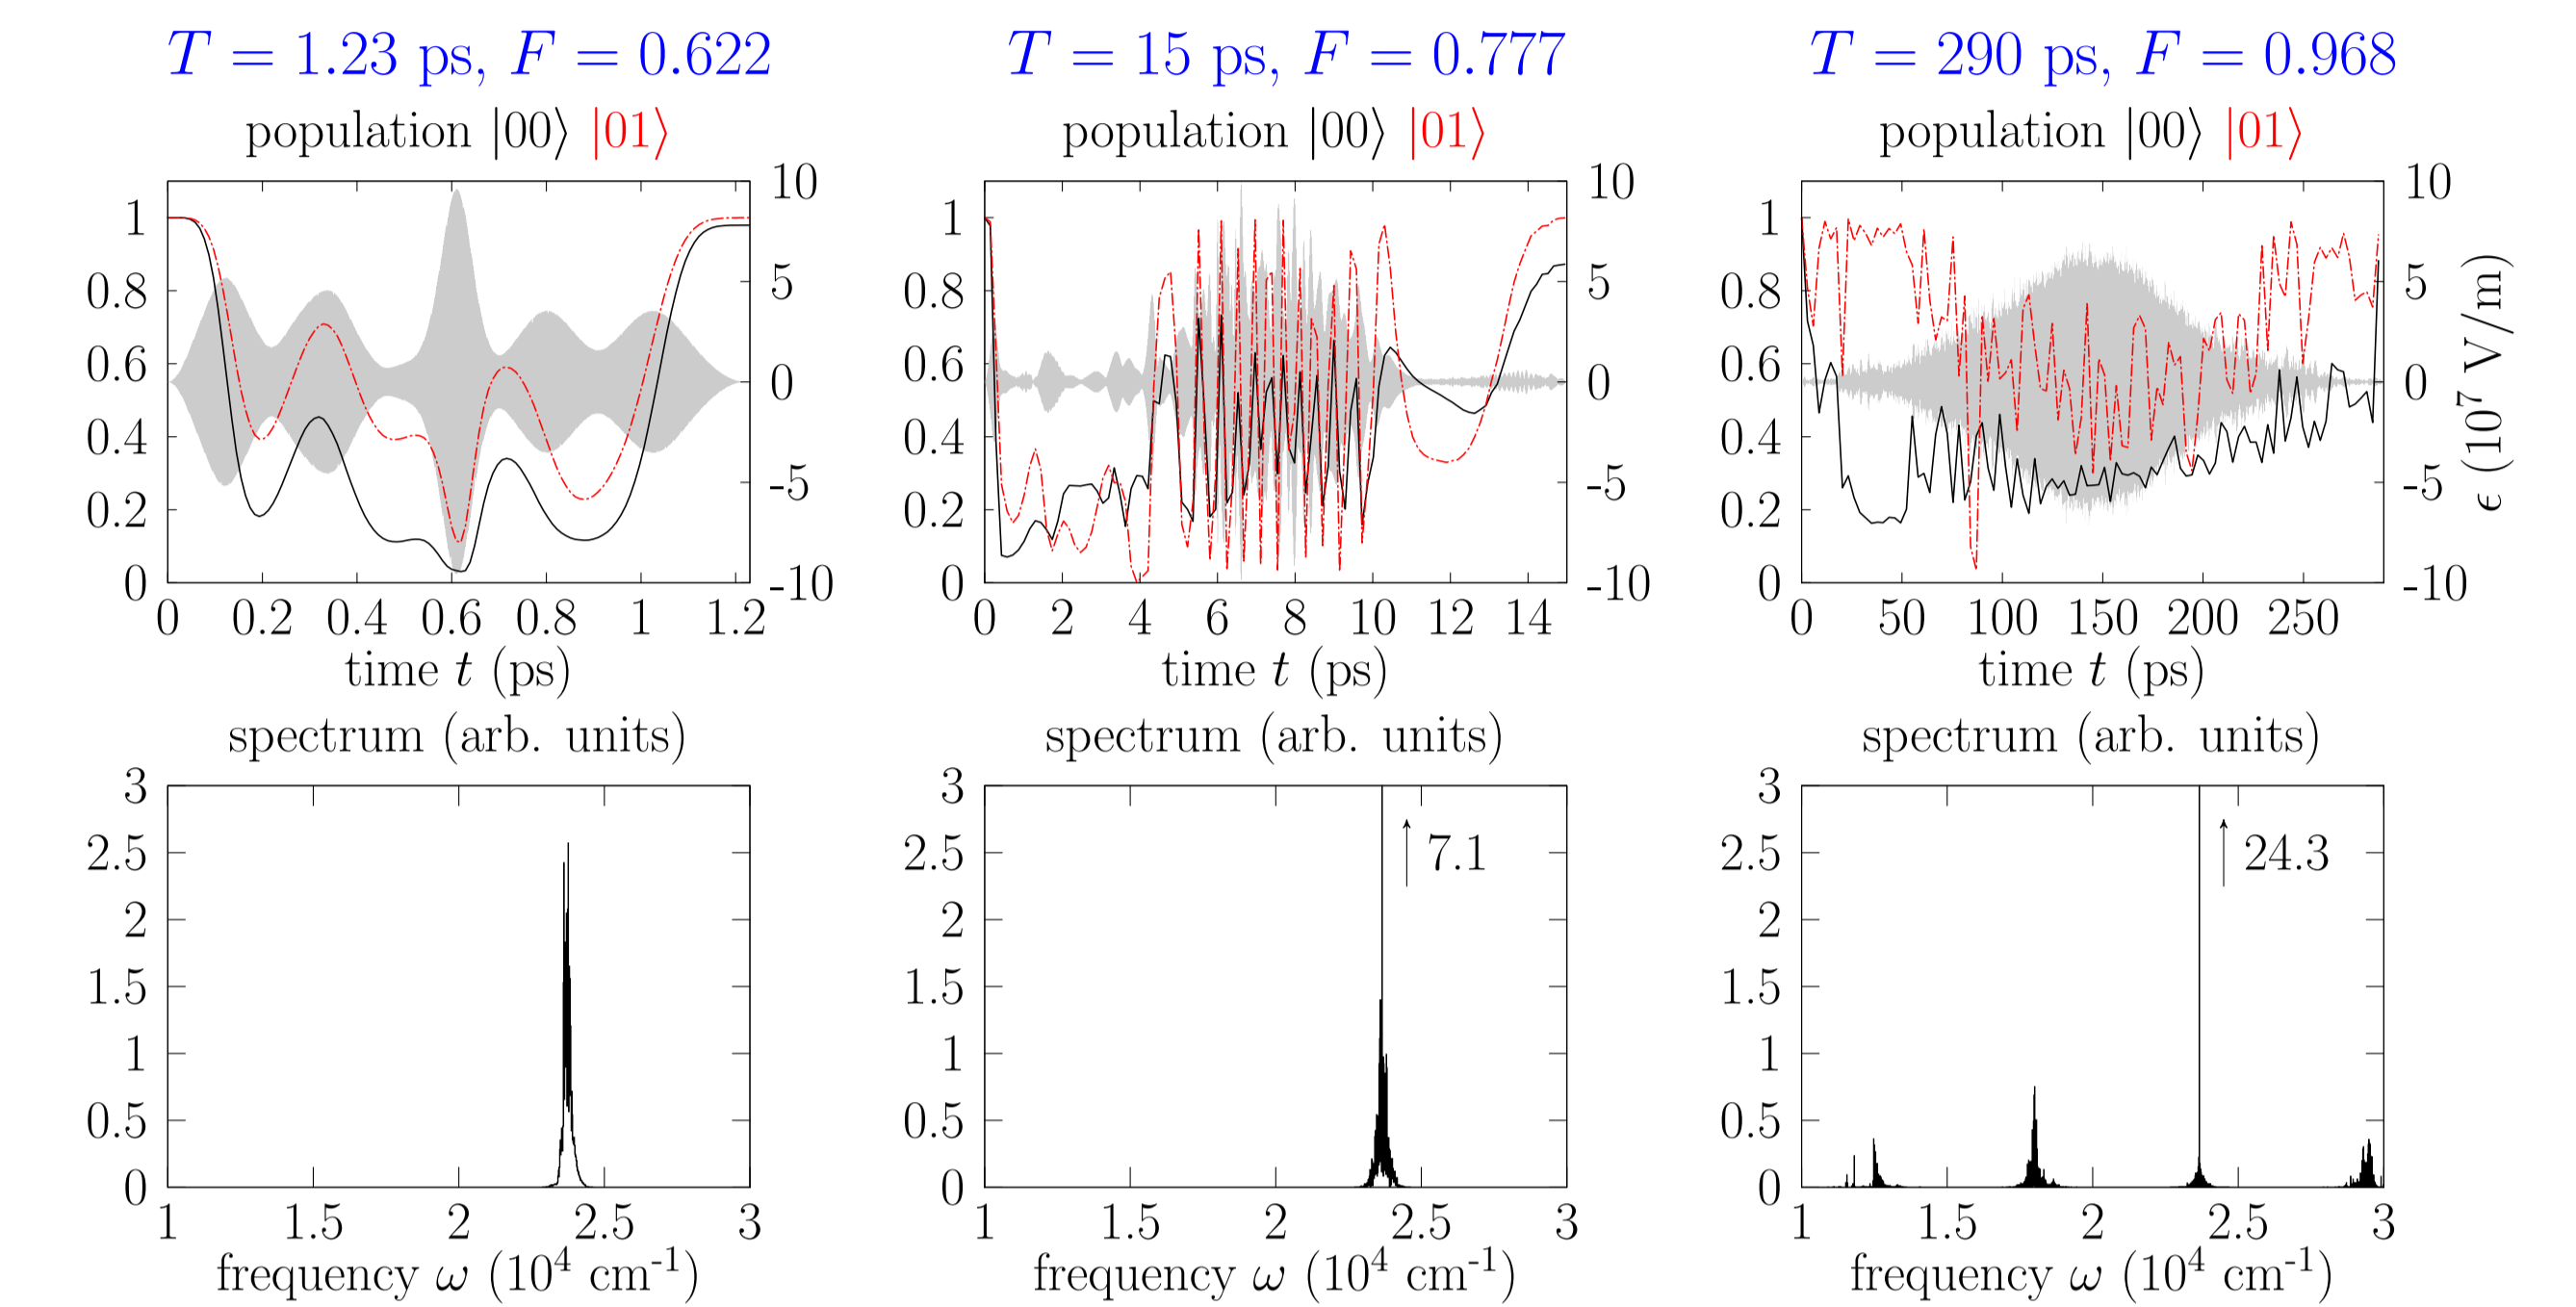 T = 1.23 ps, F = 0.622 T = 15 ps, F = 0.777 T = 290 ps, F = 0.968
population |00⟩ |01⟩ population |00⟩ |01⟩ population |00⟩ |01⟩
10 10 10
1 1 1
5 5 5
0.8 0.8 0.8
0.6 0.6 0.6
0 0 0
0.4 0.4 0.4
-5 -5 -5
0.2 0.2 0.2
0 -10 0 -10 0 -10
ϵ (10⁷ V/m)
0 0.2 0.4 0.6 0.8 1 1.2 0 2 4 6 8 10 12 14 0 50 100 150 200 250
time t (ps) time t (ps) time t (ps)
spectrum (arb. units) spectrum (arb. units) spectrum (arb. units)
3 3 3
2.5 2.5 7.1 2.5 24.3
2 2 2
1.5 1.5 1.5
1 1 1
0.5 0.5 0.5
0 0 0
1 1.5 2 2.5 3 1 1.5 2 2.5 3 1 1.5 2 2.5 3
frequency ω (10⁴ cm⁻¹) frequency ω (10⁴ cm⁻¹) frequency ω (10⁴ cm⁻¹)